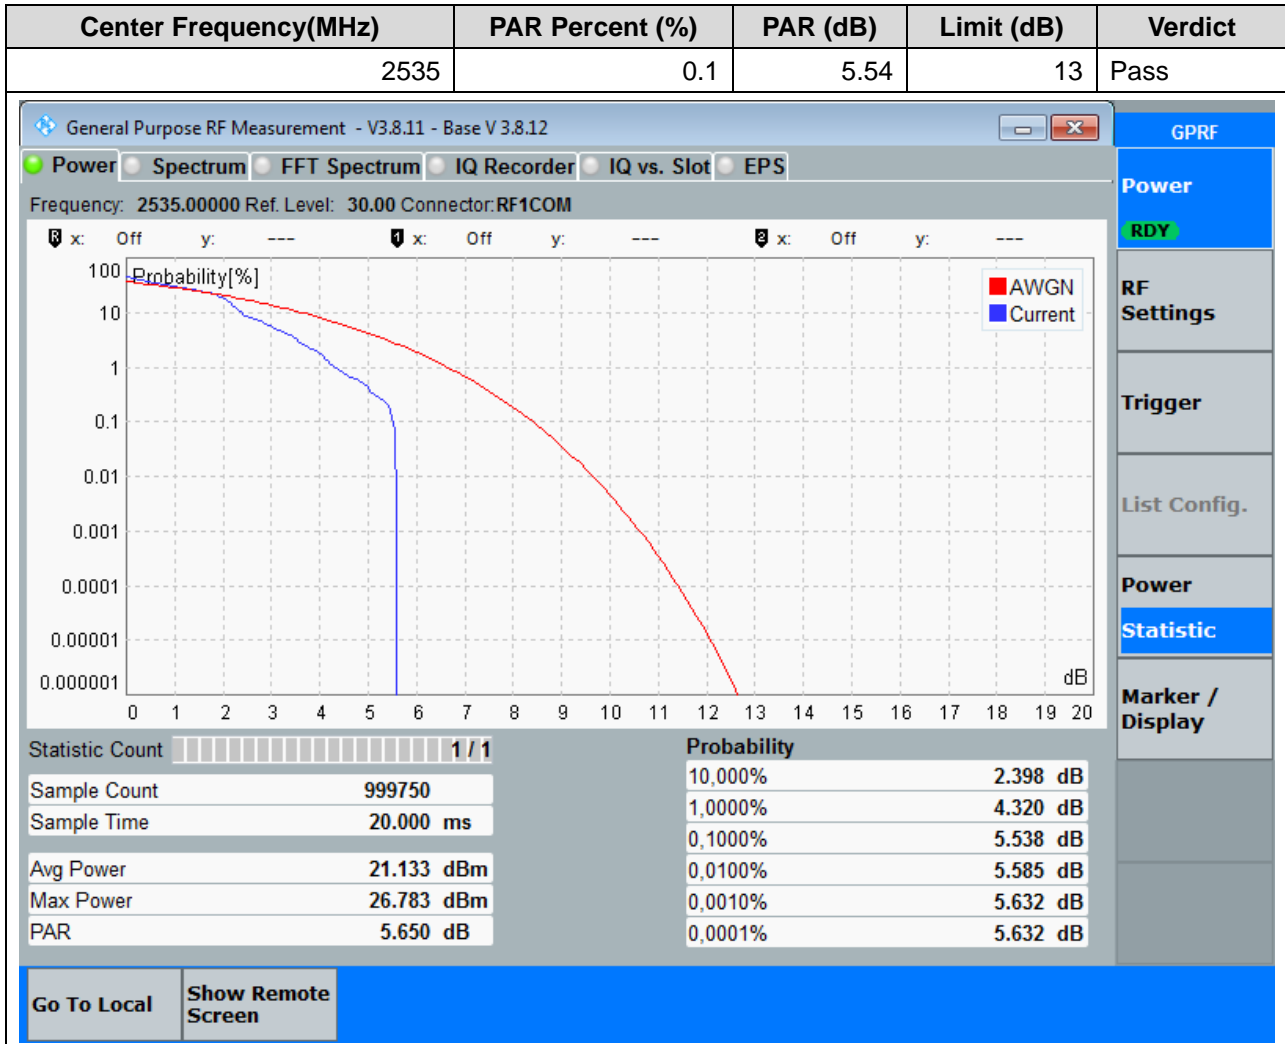 Center Frequency(MHz) PAR Percent (%) PAR (dB) Limit (dB) Verdict
2535 0.1 5.54 13 Pass
General Purpose RF Measurement - V3.8.11 - Base V 3.8.12
GPRF
Power Spectrum FFT Spectrum IQ Recorder IQ vs. Slot EPS
Frequency: 2535.00000 Ref. Level: 30.00 Connector: RF1COM
R x: Off y: --- 1 x: Off y: --- 2 x: Off y: ---
Probability[%]
AWGN
Current
100
10
1
0.1
0.01
0.001
0.0001
0.00001
0.000001
dB
0 1 2 3 4 5 6 7 8 9 10 11 12 13 14 15 16 17 18 19 20
Statistic Count 1 / 1
Sample Count 999750
Sample Time 20.000 ms
Avg Power 21.133 dBm
Max Power 26.783 dBm
PAR 5.650 dB
Probability
10,000% 2.398 dB
1,0000% 4.320 dB
0,1000% 5.538 dB
0,0100% 5.585 dB
0,0010% 5.632 dB
0,0001% 5.632 dB
Power
RDY
RF
Settings
Trigger
List Config.
Power
Statistic
Marker /
Display
Go To Local
Show Remote
Screen